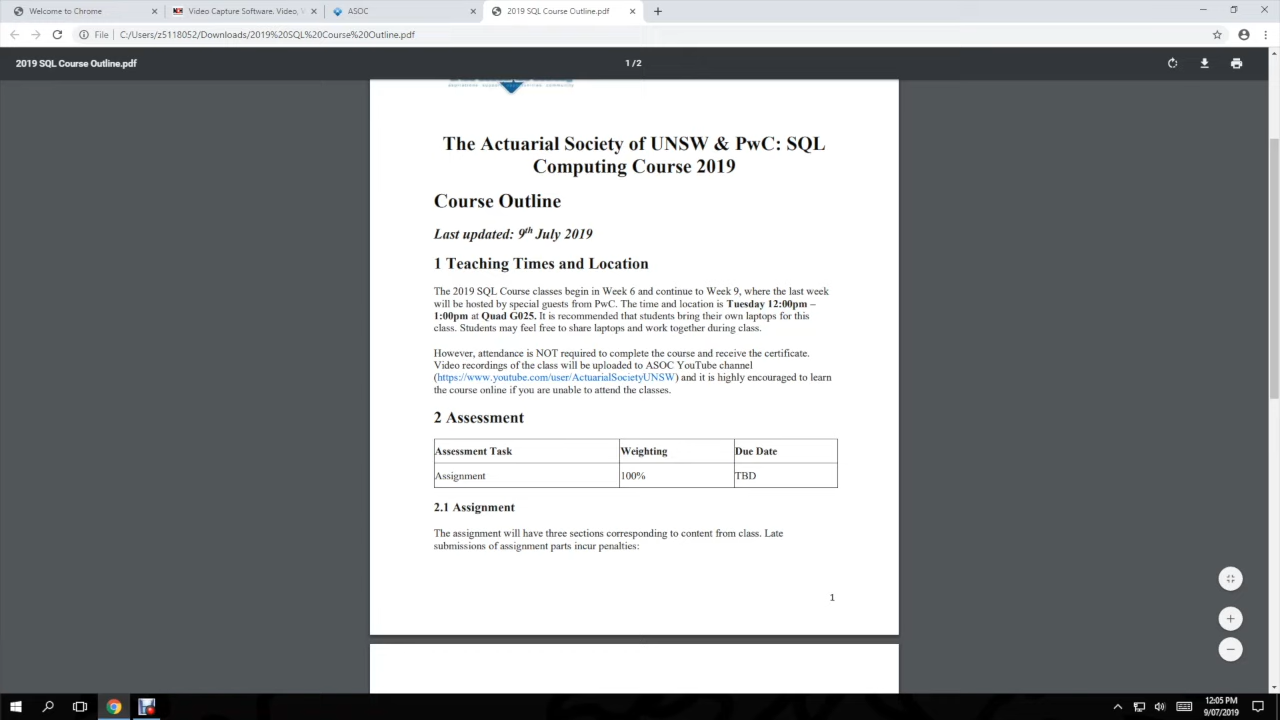 Welcome to Chrome
Video Capture Software. Video, V
ASOC
2019 SQL Course Outline.pdf
File
C:/Users/z5118052/Downloads/2019%20SQL%20Course%20Outline.pdf
2019 SQL Course Outline.pdf
1 / 2
The Actuarial Society of UNSW & PwC: SQL
Computing Course 2019
Course Outline
Last updated: 9th July 2019
1 Teaching Times and Location
The 2019 SQL Course classes begin in Week 6 and continue to Week 9, where the last week
will be hosted by special guests from PwC. The time and location is Tuesday 12:00pm –
1:00pm at Quad G025. It is recommended that students bring their own laptops for this
class. Students may feel free to share laptops and work together during class.
However, attendance is NOT required to complete the course and receive the certificate.
Video recordings of the class will be uploaded to ASOC YouTube channel
(https://www.youtube.com/user/ActuarialSocietyUNSW) and it is highly encouraged to learn
the course online if you are unable to attend the classes.
2 Assessment
Assessment Task Weighting Due Date
Assignment 100% TBD
2.1 Assignment
The assignment will have three sections corresponding to content from class. Late
submissions of assignment parts incur penalties:
1
12:05 PM
9/07/2019